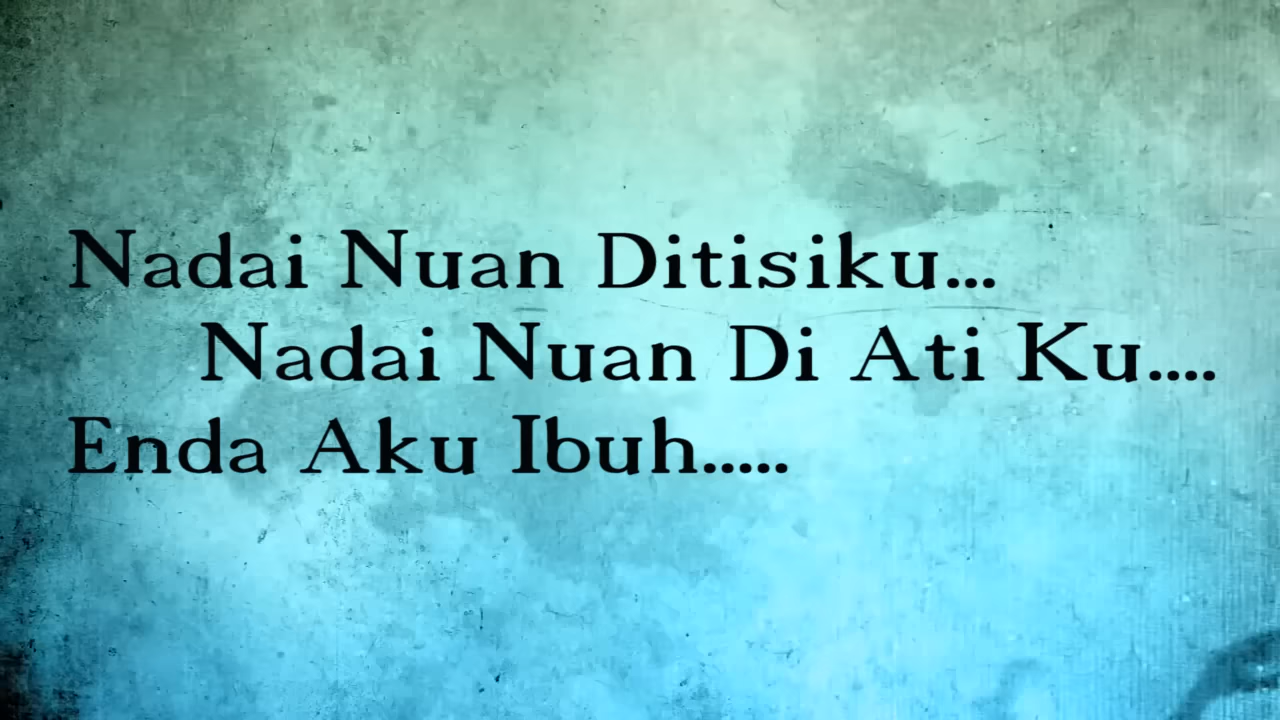 Nadai Nuan Ditisiku...
Nadai Nuan Di Ati Ku....
Enda Aku Ibuh.....